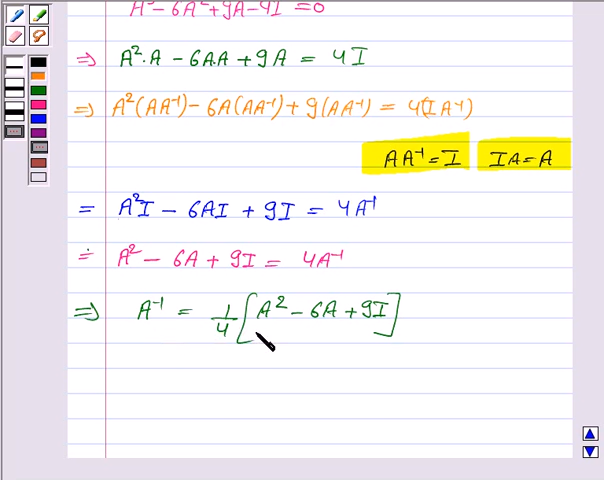 A³ - 6A² + 9A - 4I = 0
⇒ A².A - 6A.A + 9A = 4I
⇒ A²(AA⁻¹) - 6A(AA⁻¹) + 9(AA⁻¹) = 4(IA⁻¹)
AA⁻¹ = I IA = A
= A²I - 6AI + 9I = 4A⁻¹
= A² - 6A + 9I = 4A⁻¹
⇒ A⁻¹ = 1/4 [A² - 6A + 9I]